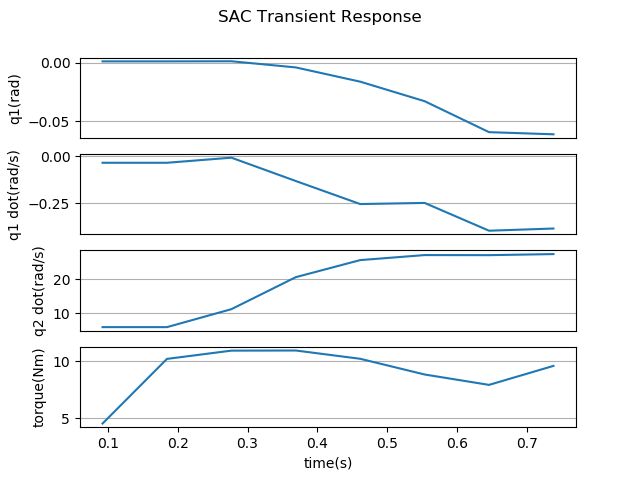 SAC Transient Response
0.00
−0.05
q1(rad)
0.00
−0.25
q1 dot(rad/s)
20
10
q2 dot(rad/s)
10
5
torque(Nm)
0.1 0.2 0.3 0.4 0.5 0.6 0.7
time(s)